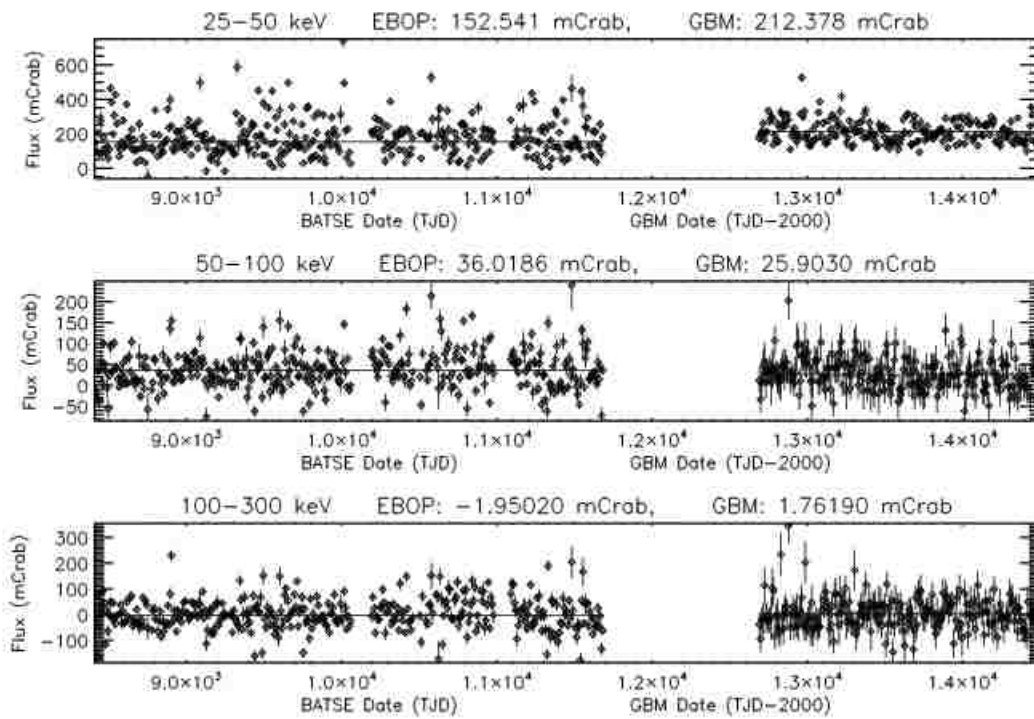 25−50 keV EBOP: 152.541 mCrab, GBM: 212.378 mCrab
Flux (mCrab)
600
400
200
0
9.0×10³ 1.0×10⁴ 1.1×10⁴ 1.2×10⁴ 1.3×10⁴ 1.4×10⁴
BATSE Date (TJD) GBM Date (TJD−2000)
50−100 keV EBOP: 36.0186 mCrab, GBM: 25.9030 mCrab
Flux (mCrab)
200
150
100
50
0
−50
9.0×10³ 1.0×10⁴ 1.1×10⁴ 1.2×10⁴ 1.3×10⁴ 1.4×10⁴
BATSE Date (TJD) GBM Date (TJD−2000)
100−300 keV EBOP: −1.95020 mCrab, GBM: 1.76190 mCrab
Flux (mCrab)
300
200
100
0
−100
9.0×10³ 1.0×10⁴ 1.1×10⁴ 1.2×10⁴ 1.3×10⁴ 1.4×10⁴
BATSE Date (TJD) GBM Date (TJD−2000)